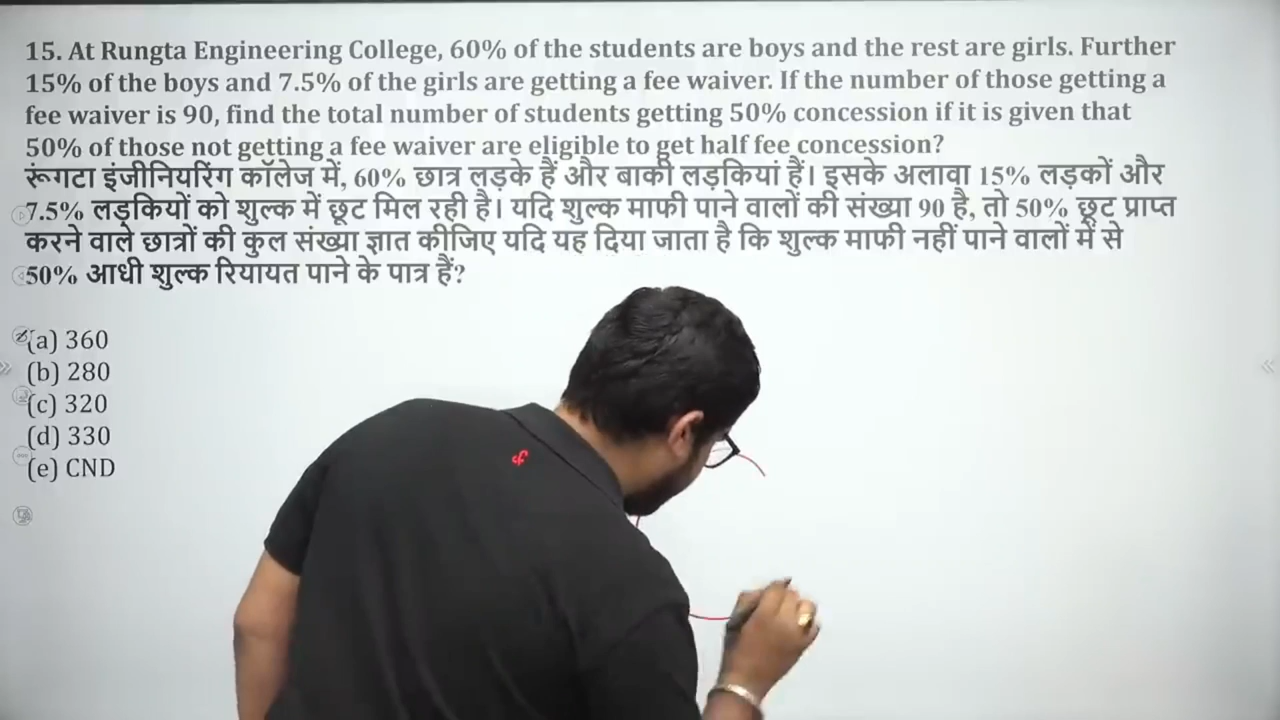 15. At Rungta Engineering College, 60% of the students are boys and the rest are girls. Further
15% of the boys and 7.5% of the girls are getting a fee waiver. If the number of those getting a
fee waiver is 90, find the total number of students getting 50% concession if it is given that
50% of those not getting a fee waiver are eligible to get half fee concession?
रूंगटा इंजीनियरिंग कॉलेज में, 60% छात्र लड़के हैं और बाकी लड़कियां हैं। इसके अलावा 15% लड़कों और
7.5% लड़कियों को शुल्क में छूट मिल रही है। यदि शुल्क माफी पाने वालों की संख्या 90 है, तो 50% छूट प्राप्त
करने वाले छात्रों की कुल संख्या ज्ञात कीजिए यदि यह दिया जाता है कि शुल्क माफी नहीं पाने वालों में से
50% आधी शुल्क रियायत पाने के पात्र हैं?
(a) 360
(b) 280
(c) 320
(d) 330
(e) CND